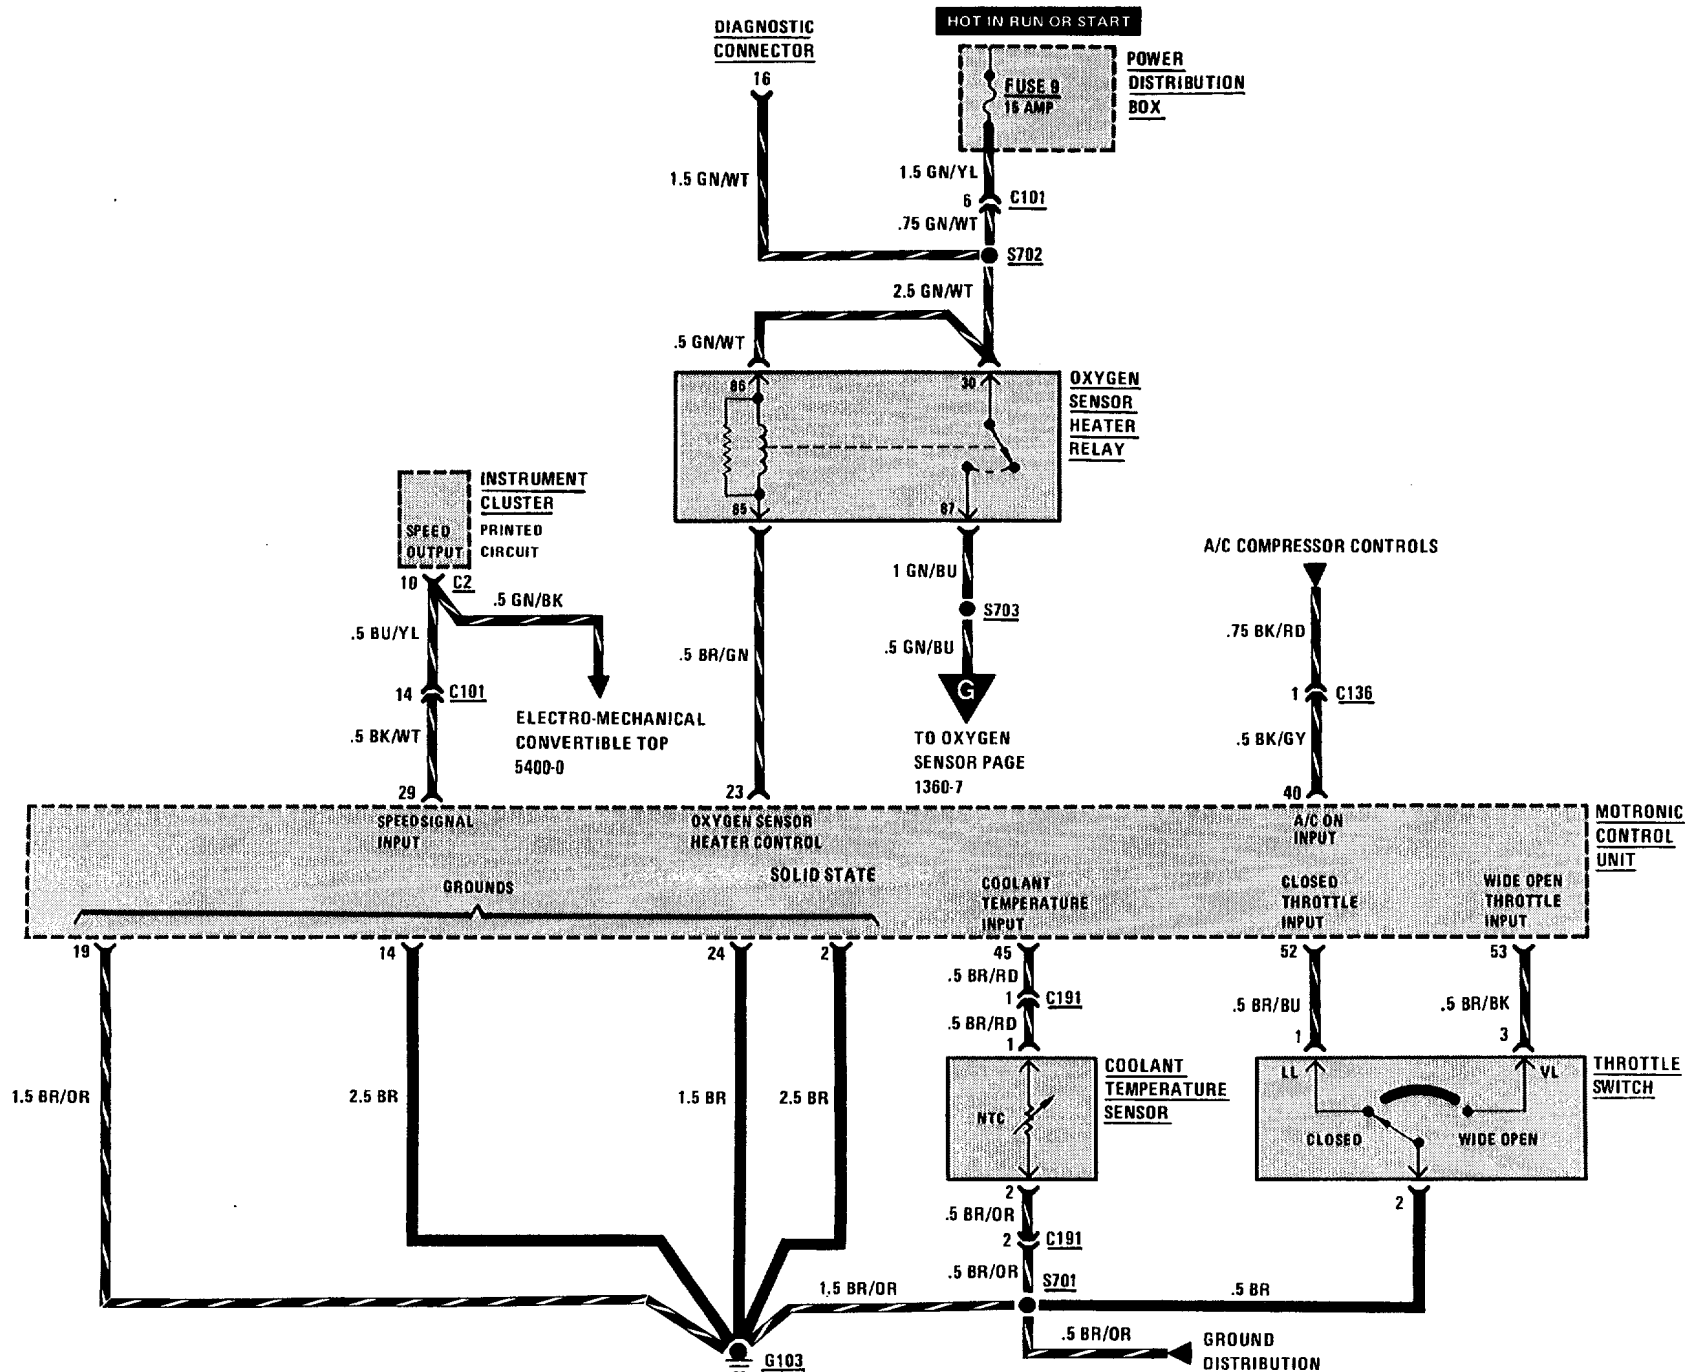 HOT IN RUN OR START
DIAGNOSTIC
CONNECTOR
16
POWER
DISTRIBUTION
BOX
FUSE 9
15 AMP
1.5 GN/WT
1.5 GN/YL
6
C101
.75 GN/WT
S702
2.5 GN/WT
.5 GN/WT
86
30
OXYGEN
SENSOR
HEATER
RELAY
85
87
INSTRUMENT
CLUSTER
PRINTED
CIRCUIT
SPEED
OUTPUT
10
C2
.5 GN/BK
.5 BU/YL
14
C101
.5 BK/WT
ELECTRO-MECHANICAL
CONVERTIBLE TOP
5400-0
.5 BR/GN
1 GN/BU
S703
.5 GN/BU
G
TO OXYGEN
SENSOR PAGE
1360-7
A/C COMPRESSOR CONTROLS
.75 BK/RD
1
C136
.5 BK/GY
29
23
40
SPEED SIGNAL
INPUT
OXYGEN SENSOR
HEATER CONTROL
A/C ON
INPUT
MOTRONIC
CONTROL
UNIT
SOLID STATE
GROUNDS
COOLANT
TEMPERATURE
INPUT
CLOSED
THROTTLE
INPUT
WIDE OPEN
THROTTLE
INPUT
19
14
24
2
45
52
53
.5 BR/RD
1
C191
.5 BR/RD
1
.5 BR/BU
1
.5 BR/BK
3
1.5 BR/OR
2.5 BR
1.5 BR
2.5 BR
COOLANT
TEMPERATURE
SENSOR
NTC
LL
VL
THROTTLE
SWITCH
CLOSED
WIDE OPEN
2
.5 BR/OR
2
C191
.5 BR/OR
2
S701
1.5 BR/OR
.5 BR
.5 BR/OR
G103
GROUND
DISTRIBUTION